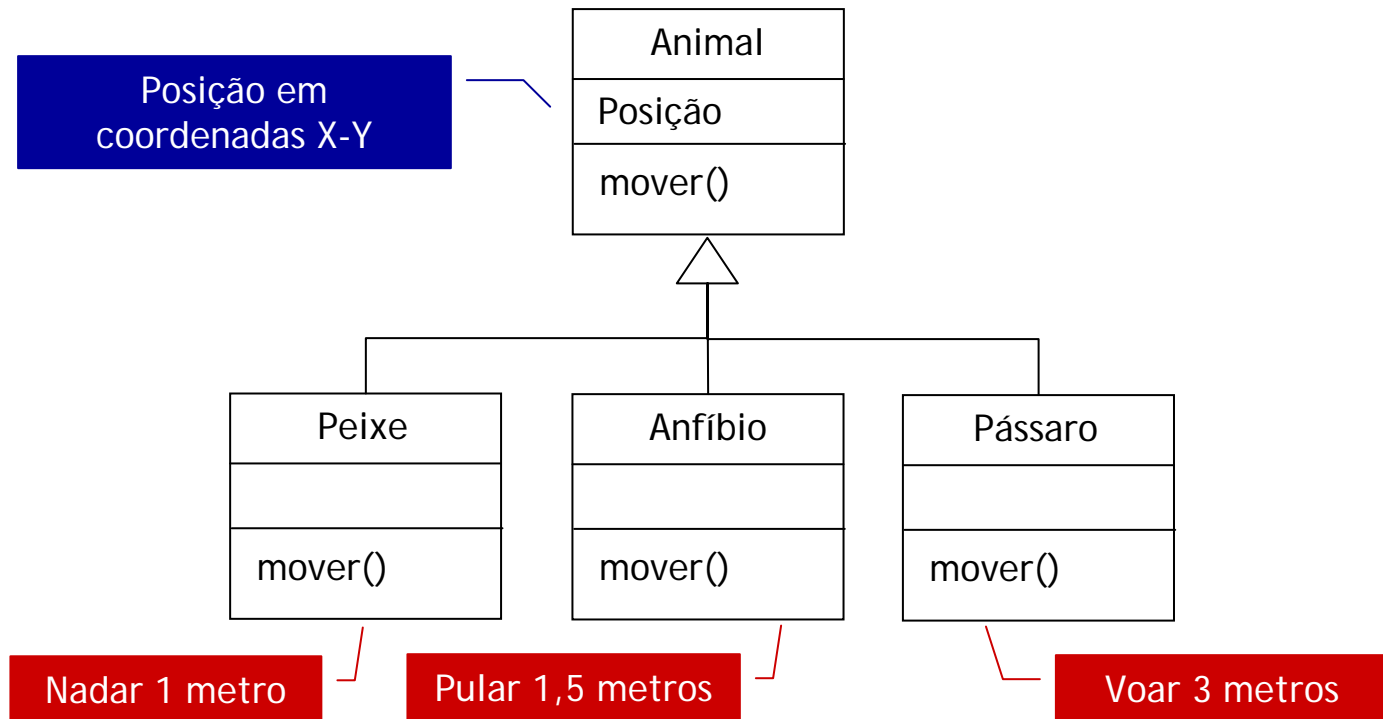 Animal
Posição em
coordenadas X-Y
Posição
mover()
Peixe
Anfíbio
Pássaro
mover()
mover()
mover()
Nadar 1 metro
Pular 1,5 metros
Voar 3 metros